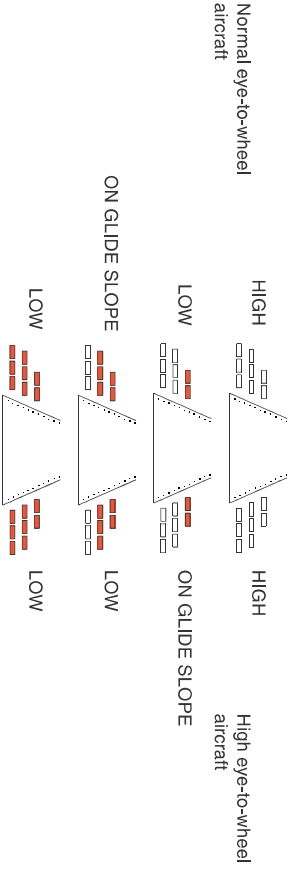 Normal eye-to-wheel
aircraft
High eye-to-wheel
aircraft
HIGH
HIGH
LOW
ON GLIDE SLOPE
ON GLIDE SLOPE
LOW
LOW
LOW